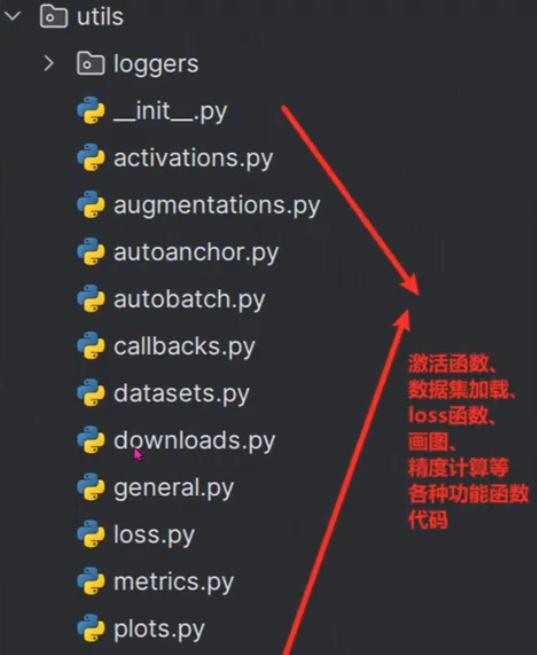 utils
loggers
__init__.py
activations.py
augmentations.py
autoanchor.py
autobatch.py
callbacks.py
datasets.py
downloads.py
general.py
loss.py
metrics.py
plots.py
激活函数、
数据集加载、
loss函数、
画图、
精度计算等
各种功能函数
代码